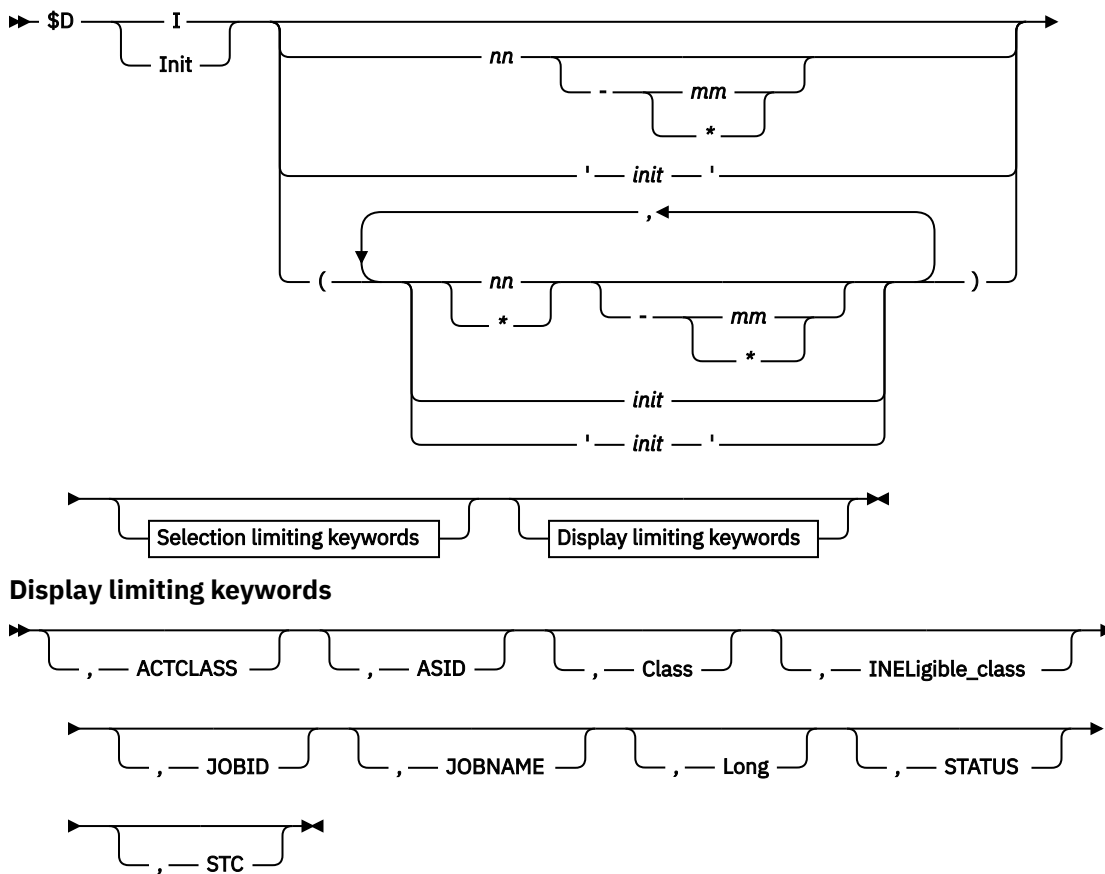 $D I
Init
nn
- mm
*
' init '
,
( nn )
* - mm
*
init
' init '
Selection limiting keywords Display limiting keywords
Display limiting keywords
, ACTCLASS , ASID , Class , INELigible_class
, JOBID , JOBNAME , Long , STATUS
, STC